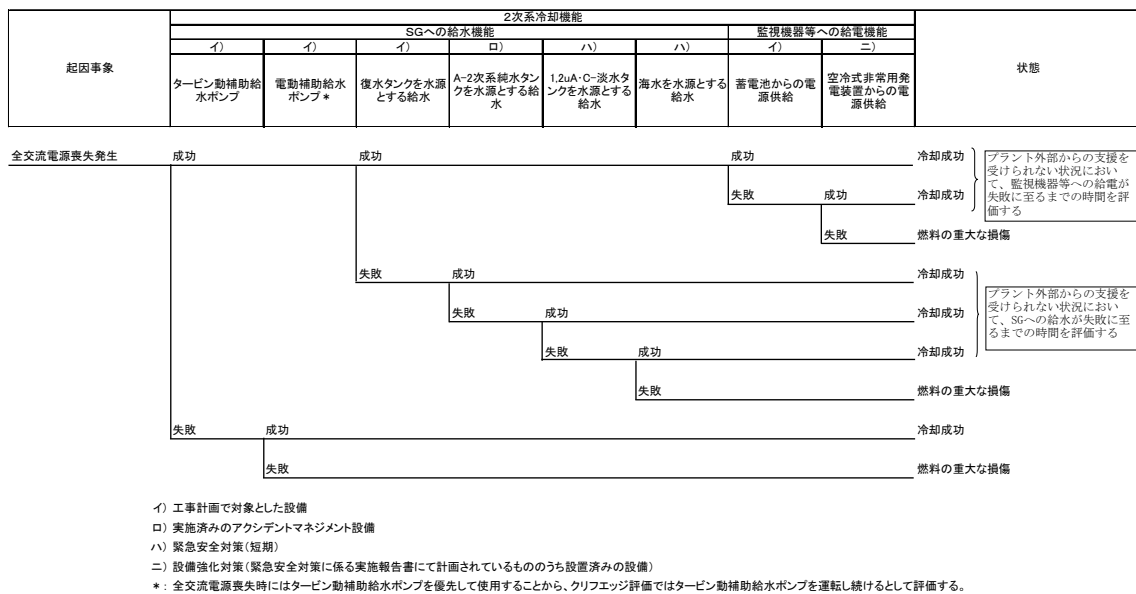 2次系冷却機能
SGへの給水機能
監視機器等への給電機能
起因事象
イ)
イ)
イ)
ロ)
ハ)
ハ)
イ)
ニ)
状態
タービン動補助給
水ポンプ
電動補助給水
ポンプ＊
復水タンクを水源
とする給水
A-2次系純水タン
クを水源とする給
水
1,2uA・C-淡水タ
ンクを水源とする
給水
海水を水源とする
給水
蓄電池からの電
源供給
空冷式非常用発
電装置からの電
源供給
全交流電源喪失発生
成功
成功
成功
冷却成功
失敗
成功
冷却成功
失敗
燃料の重大な損傷
プラント外部からの支援を
受けられない状況におい
て、監視機器等への給電が
失敗に至るまでの時間を評
価する
失敗
成功
冷却成功
失敗
成功
冷却成功
失敗
成功
冷却成功
失敗
燃料の重大な損傷
プラント外部からの支援を
受けられない状況におい
て、SGへの給水が失敗に至
るまでの時間を評価する
失敗
成功
冷却成功
失敗
燃料の重大な損傷
イ) 工事計画で対象とした設備
ロ) 実施済みのアクシデントマネジメント設備
ハ) 緊急安全対策(短期)
ニ) 設備強化対策(緊急安全対策に係る実施報告書にて計画されているもののうち設置済みの設備)
＊: 全交流電源喪失時にはタービン動補助給水ポンプを優先して使用することから、クリフエッジ評価ではタービン動補助給水ポンプを運転し続けるとして評価する。